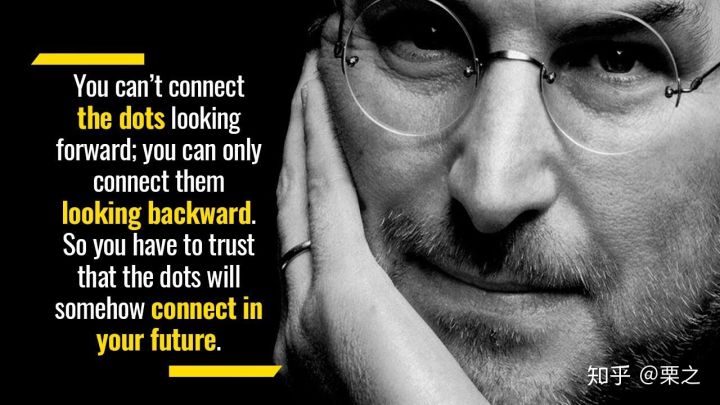 You can't connect
the dots looking
forward; you can only
connect them
looking backward.
So you have to trust
that the dots will
somehow connect in
your future.
知乎 @栗之